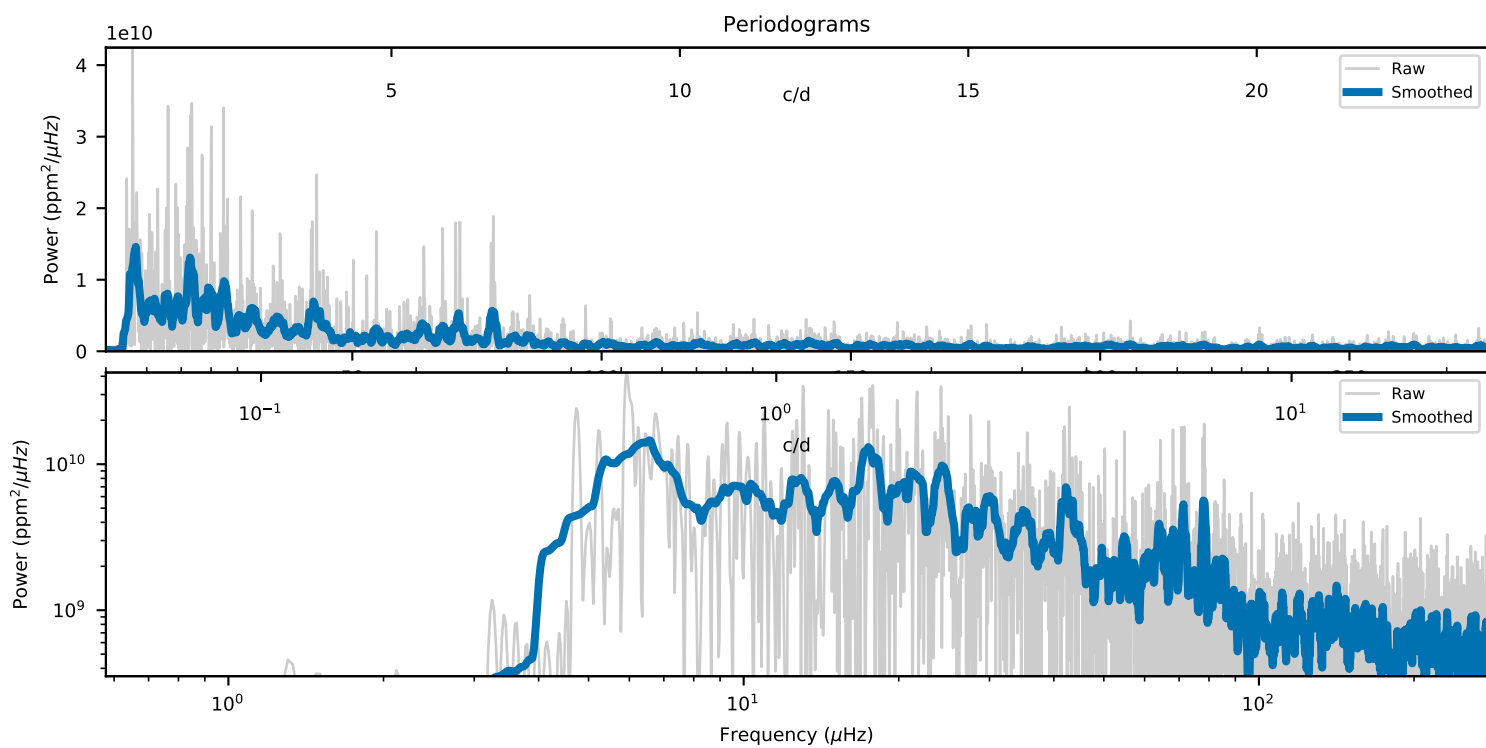 Periodograms
1e10
4
3
2
1
0
Power (ppm²/μHz)
5 10 15 20
c/d
Raw
Smoothed
10⁻¹ 10⁰ 10¹
c/d
Raw
Smoothed
10¹⁰
10⁹
Power (ppm²/μHz)
10⁰ 10¹ 10²
Frequency (μHz)